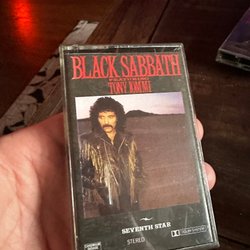 BLACK SABBATH
FEATURING
TONY IOMMI
SEVENTH STAR
STEREO